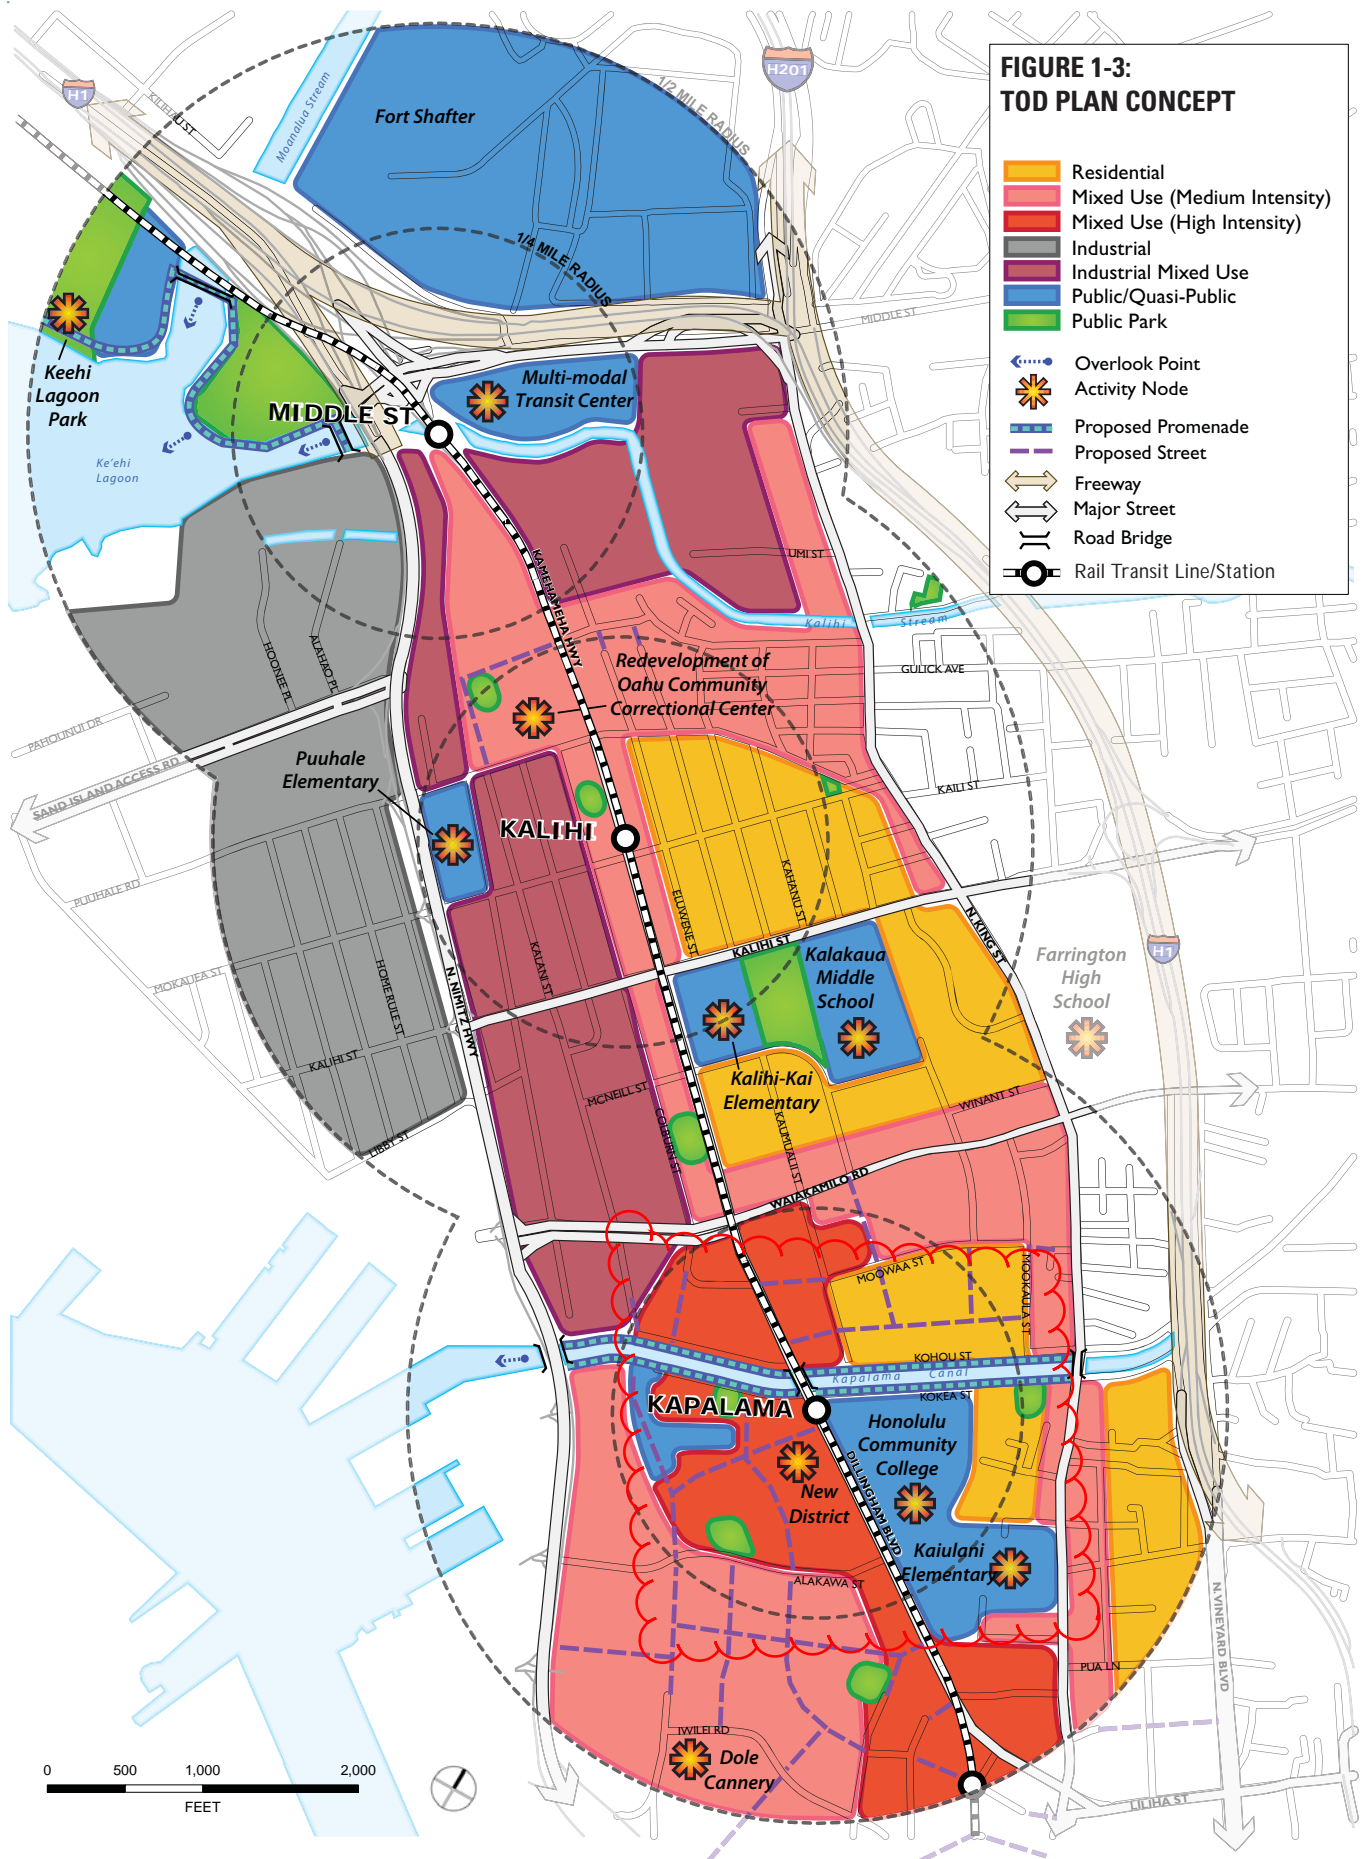 FIGURE 1-3:
TOD PLAN CONCEPT
Residential
Mixed Use (Medium Intensity)
Mixed Use (High Intensity)
Industrial
Industrial Mixed Use
Public/Quasi-Public
Public Park
Overlook Point
Activity Node
Proposed Promenade
Proposed Street
Freeway
Major Street
Road Bridge
Rail Transit Line/Station
H1
H201
KILIHAU ST
Moanalua Stream
Fort Shafter
1/2 MILE RADIUS
1/4 MILE RADIUS
MIDDLE ST
Keehi
Lagoon
Park
Multi-modal
Transit Center
MIDDLE ST
Ke'ehi
Lagoon
UMI ST
KAMEHAMEHA HWY
Kalihi
Stream
HOONEE PL
ALAHAO PL
GULICK AVE
Redevelopment of
Oahu Community
Correctional Center
PAHOUNUI DR
SAND ISLAND ACCESS RD
Puuhale
Elementary
KAILI ST
KALIHI
PUUHALE RD
ELUWENE ST
KAHANU ST
N. KING ST
KALIHI ST
Kalakaua
Middle
School
Farrington
High
School
H1
MOKAUEA ST
HOMERULE ST
N. NIMITZ HWY
KALANI ST
KALIHI ST
Kalihi-Kai
Elementary
MCNEILL ST
COLBURN ST
KAUMUALII ST
WINANT ST
LIBBY ST
WAIAKAMILO RD
MOOWAA ST
MOOKAULA ST
KOHOU ST
Kapalama Canal
KOKEA ST
KAPALAMA
Honolulu
Community
College
DILLINGHAM BLVD
New
District
Kaiulani
Elementary
ALAKAWA ST
N. VINEYARD BLVD
PUA LN
IWILEI RD
Dole
Cannery
LILIHA ST
0 500 1,000 2,000
FEET